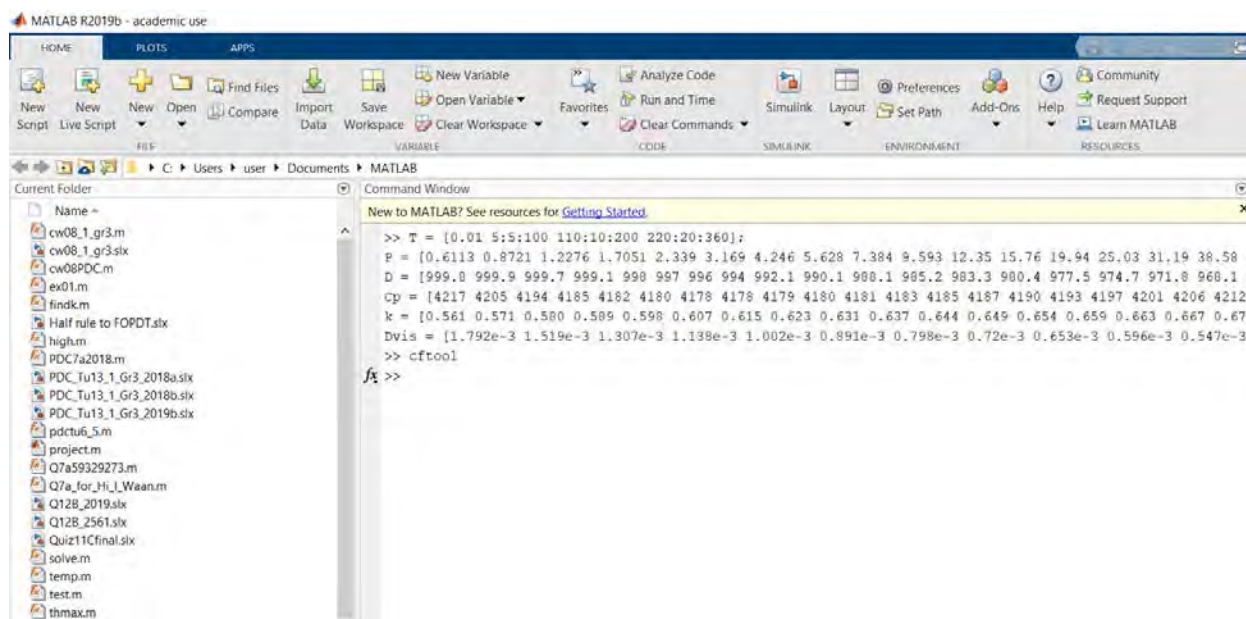 MATLAB R2019b - academic use
HOME PLOTS APPS
New Script
New Live Script
New
Open
Find Files
Compare
Import Data
Save Workspace
New Variable
Open Variable
Clear Workspace
Favorites
Analyze Code
Run and Time
Clear Commands
Simulink
Layout
Preferences
Set Path
Add-Ons
Help
Community
Request Support
Learn MATLAB
FILE VARIABLE CODE SIMULINK ENVIRONMENT RESOURCES
C: Users user Documents MATLAB
Current Folder
Name
cw08_1_gr3.m
cw08_1_gr3.slx
cw08PDC.m
ex01.m
findk.m
Half rule to FOPDT.slx
high.m
PDC7a2018.m
PDC_Tu13_1_Gr3_2018a.slx
PDC_Tu13_1_Gr3_2018b.slx
PDC_Tu13_1_Gr3_2019b.slx
pdctu6_5.m
project.m
Q7a59329273.m
Q7a_for_Hi_I_Waan.m
Q12B_2019.slx
Q12B_2561.slx
Quiz11Cfinal.slx
solve.m
temp.m
test.m
thmax.m
Command Window
New to MATLAB? See resources for Getting Started.
>> T = [0.01 5:5:100 110:10:200 220:20:360];
P = [0.6113 0.8721 1.2276 1.7051 2.339 3.169 4.246 5.628 7.384 9.593 12.35 15.76 19.94 25.03 31.19 38.58
D = [999.8 999.9 999.7 999.1 998 997 996 994 992.1 990.1 988.1 985.2 983.3 980.4 977.5 974.7 971.8 968.1
Cp = [4217 4205 4194 4185 4182 4180 4178 4178 4179 4180 4181 4183 4185 4187 4190 4193 4197 4201 4206 4212
k = [0.561 0.571 0.580 0.589 0.598 0.607 0.615 0.623 0.631 0.637 0.644 0.649 0.654 0.659 0.663 0.667 0.67
Dvis = [1.792e-3 1.519e-3 1.307e-3 1.138e-3 1.002e-3 0.891e-3 0.798e-3 0.72e-3 0.653e-3 0.596e-3 0.547e-3
>> cftool
fx >>